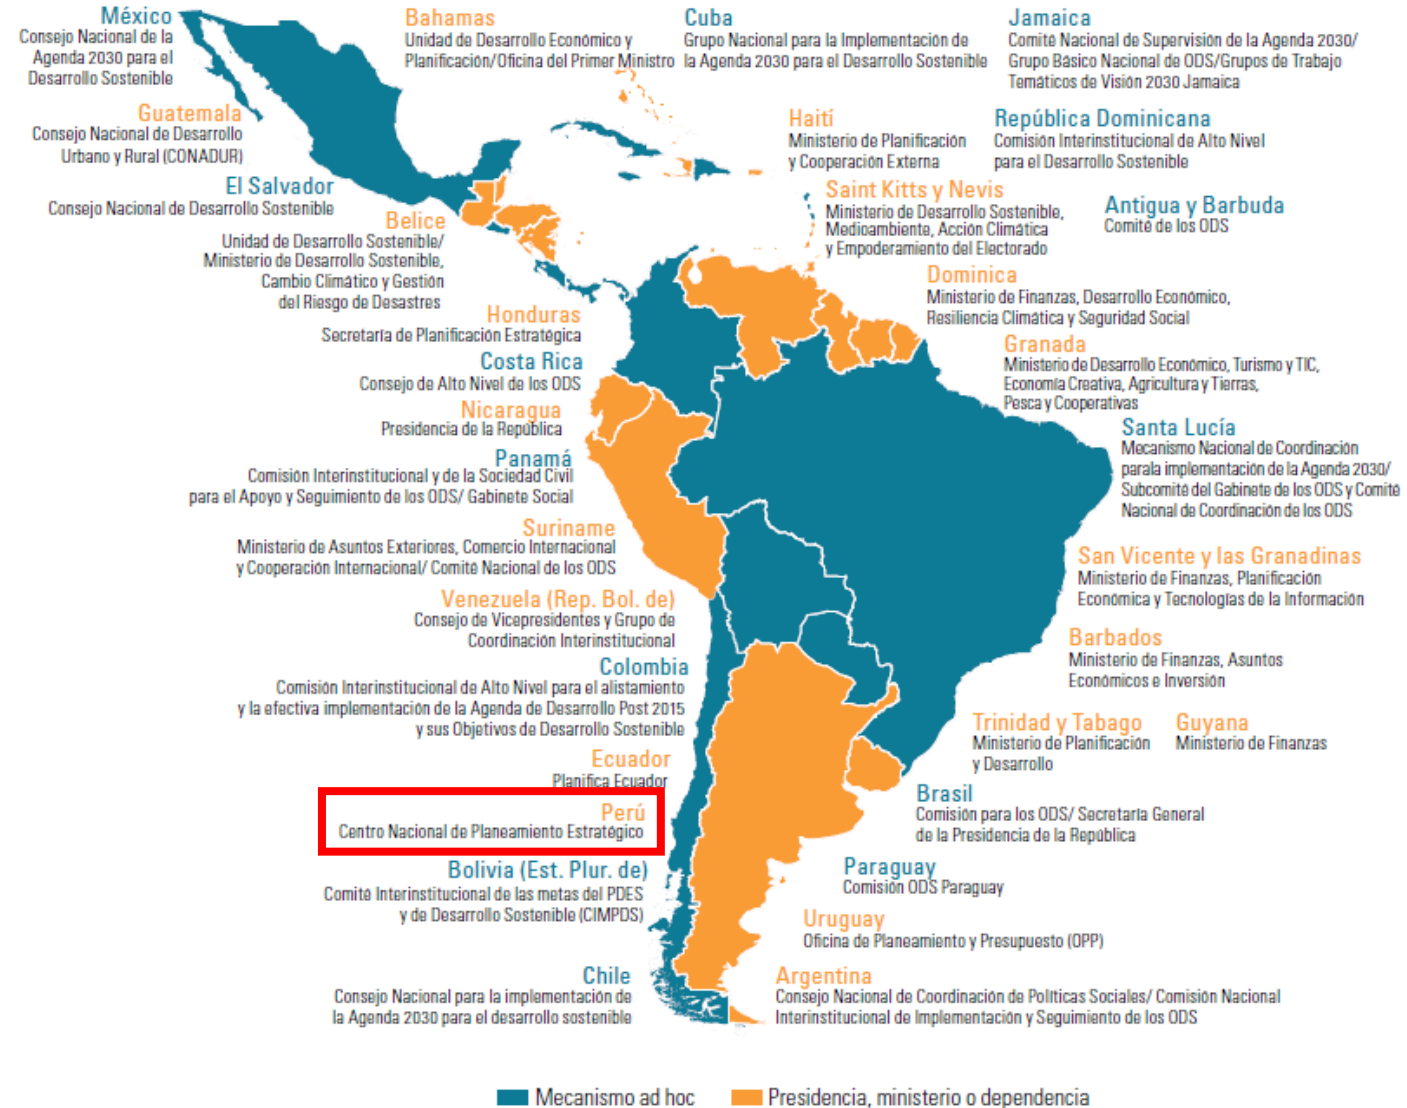 México
Consejo Nacional de la
Agenda 2030 para el
Desarrollo Sostenible
Bahamas
Unidad de Desarrollo Económico y
Planificación/Oficina del Primer Ministro
Cuba
Grupo Nacional para la Implementación de
la Agenda 2030 para el Desarrollo Sostenible
Jamaica
Comité Nacional de Supervisión de la Agenda 2030/
Grupo Básico Nacional de ODS/Grupos de Trabajo
Temáticos de Visión 2030 Jamaica
Guatemala
Consejo Nacional de Desarrollo
Urbano y Rural (CONADUR)
Haití
Ministerio de Planificación
y Cooperación Externa
República Dominicana
Comisión Interinstitucional de Alto Nivel
para el Desarrollo Sostenible
El Salvador
Consejo Nacional de Desarrollo Sostenible
Saint Kitts y Nevis
Ministerio de Desarrollo Sostenible,
Medioambiente, Acción Climática
y Empoderamiento del Electorado
Antigua y Barbuda
Comité de los ODS
Belice
Unidad de Desarrollo Sostenible/
Ministerio de Desarrollo Sostenible,
Cambio Climático y Gestión
del Riesgo de Desastres
Dominica
Ministerio de Finanzas, Desarrollo Económico,
Resiliencia Climática y Seguridad Social
Honduras
Secretaría de Planificación Estratégica
Granada
Ministerio de Desarrollo Económico, Turismo y TIC,
Economía Creativa, Agricultura y Tierras,
Pesca y Cooperativas
Costa Rica
Consejo de Alto Nivel de los ODS
Nicaragua
Presidencia de la República
Santa Lucía
Mecanismo Nacional de Coordinación
parala implementación de la Agenda 2030/
Subcomité del Gabinete de los ODS y Comité
Nacional de Coordinación de los ODS
Panamá
Comisión Interinstitucional y de la Sociedad Civil
para el Apoyo y Seguimiento de los ODS/ Gabinete Social
Suriname
Ministerio de Asuntos Exteriores, Comercio Internacional
y Cooperación Internacional/ Comité Nacional de los ODS
San Vicente y las Granadinas
Ministerio de Finanzas, Planificación
Económica y Tecnologías de la Información
Venezuela (Rep. Bol. de)
Consejo de Vicepresidentes y Grupo de
Coordinación Interinstitucional
Barbados
Ministerio de Finanzas, Asuntos
Económicos e Inversión
Colombia
Comisión Interinstitucional de Alto Nivel para el alistamiento
y la efectiva implementación de la Agenda de Desarrollo Post 2015
y sus Objetivos de Desarrollo Sostenible
Trinidad y Tabago
Ministerio de Planificación
y Desarrollo
Guyana
Ministerio de Finanzas
Ecuador
Planifica Ecuador
Perú
Centro Nacional de Planeamiento Estratégico
Brasil
Comisión para los ODS/ Secretaría General
de la Presidencia de la República
Bolivia (Est. Plur. de)
Comité Interinstitucional de las metas del PDES
y de Desarrollo Sostenible (CIMPDS)
Paraguay
Comisión ODS Paraguay
Uruguay
Oficina de Planeamiento y Presupuesto (OPP)
Chile
Consejo Nacional para la implementación de
la Agenda 2030 para el desarrollo sostenible
Argentina
Consejo Nacional de Coordinación de Políticas Sociales/ Comisión Nacional
Interinstitucional de Implementación y Seguimiento de los ODS
Mecanismo ad hoc
Presidencia, ministerio o dependencia